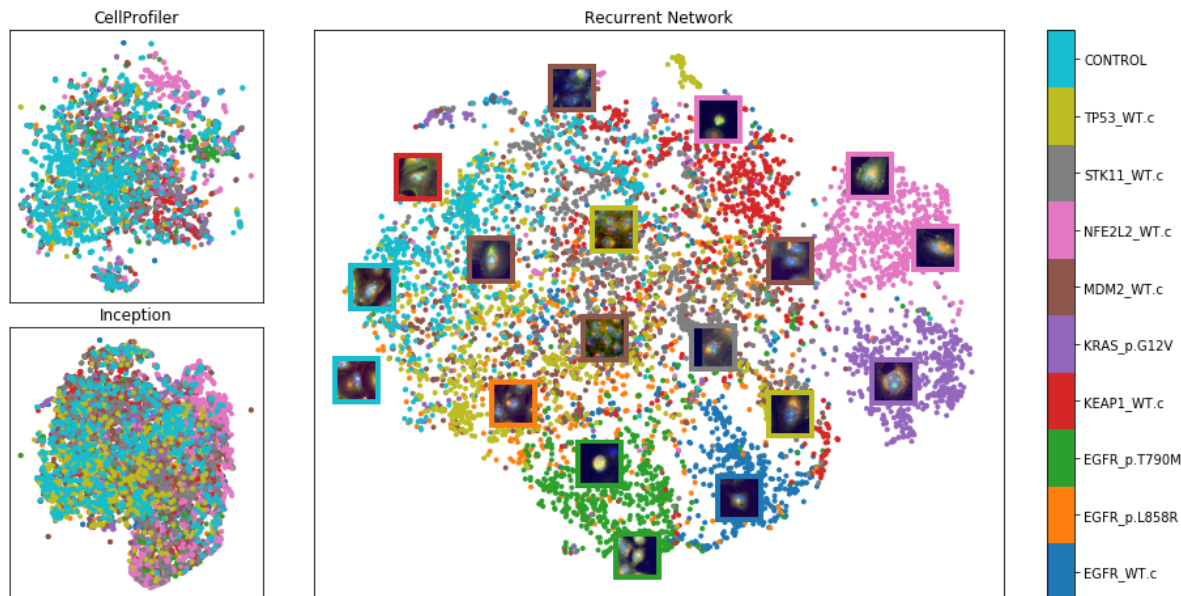 CellProfiler
Recurrent Network
Inception
CONTROL
TP53_WT.c
STK11_WT.c
NFE2L2_WT.c
MDM2_WT.c
KRAS_p.G12V
KEAP1_WT.c
EGFR_p.T790M
EGFR_p.L858R
EGFR_WT.c